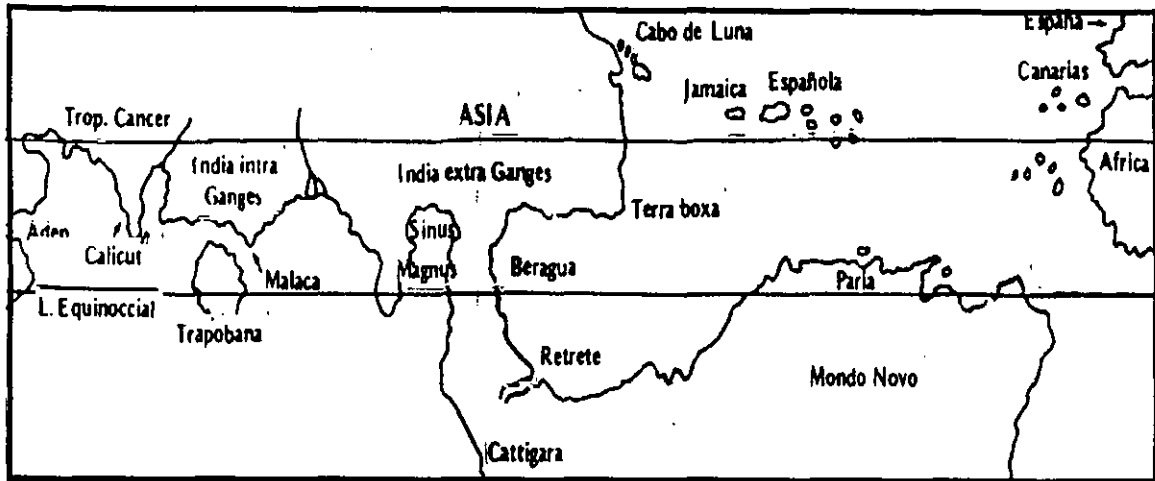 España
Cabo de Luna
Canarias
Jamaica
Española
Trop. Cancer
ASIA
India intra
Ganges
India extra Ganges
Africa
Terra boxa
Aden
Sinus
Magnus
Calicut
Malaca
Beragua
Paria
L. Equinoccial
Trapobana
Retrete
Mondo Novo
Cattigara